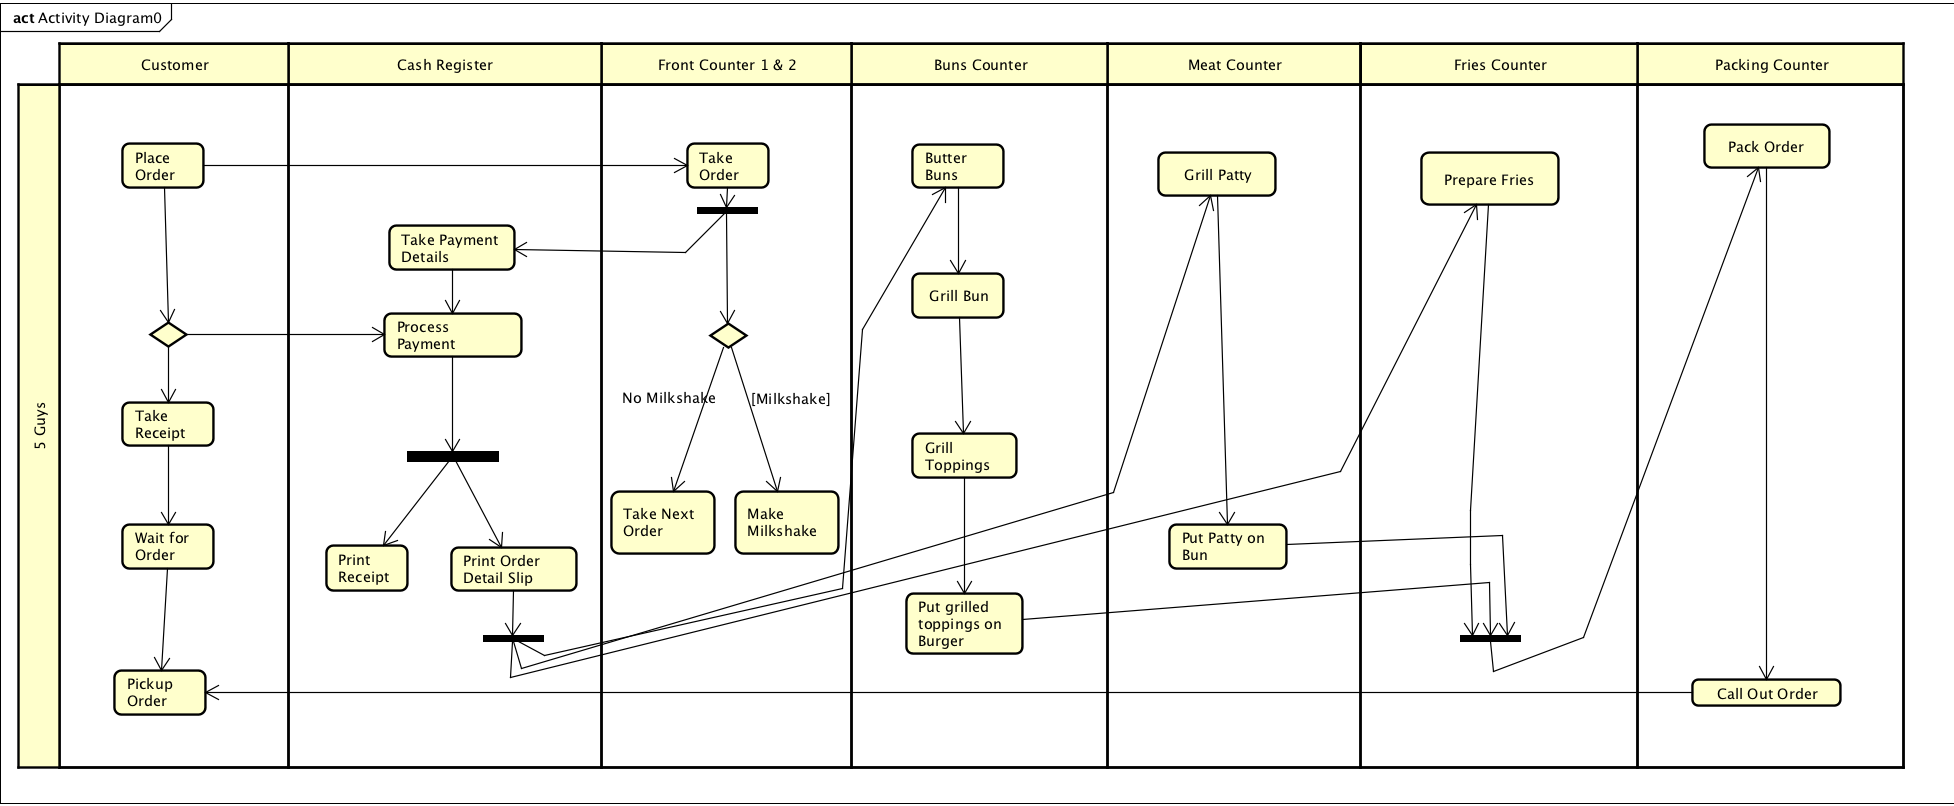 act Activity Diagram0
Customer
Cash Register
Front Counter 1 & 2
Buns Counter
Meat Counter
Fries Counter
Packing Counter
5 Guys
Place
Order
Take
Receipt
Wait for
Order
Pickup
Order
Take Payment
Details
Process
Payment
Print
Receipt
Print Order
Detail Slip
Take
Order
No Milkshake
[Milkshake]
Take Next
Order
Make
Milkshake
Butter
Buns
Grill Bun
Grill
Toppings
Put grilled
toppings on
Burger
Grill Patty
Put Patty on
Bun
Prepare Fries
Pack Order
Call Out Order